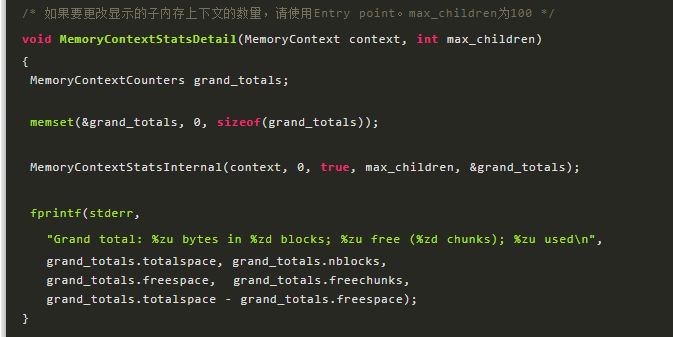 /* 如果要更改显示的子内存上下文的数量，请使用Entry point。max_children为100 */
void MemoryContextStatsDetail(MemoryContext context, int max_children)
{
MemoryContextCounters grand_totals;
memset(&grand_totals, 0, sizeof(grand_totals));
MemoryContextStatsInternal(context, 0, true, max_children, &grand_totals);
fprintf(stderr,
"Grand total: %zu bytes in %zd blocks; %zu free (%zd chunks); %zu used\n",
grand_totals.totalspace, grand_totals.nblocks,
grand_totals.freespace, grand_totals.freechunks,
grand_totals.totalspace - grand_totals.freespace);
}